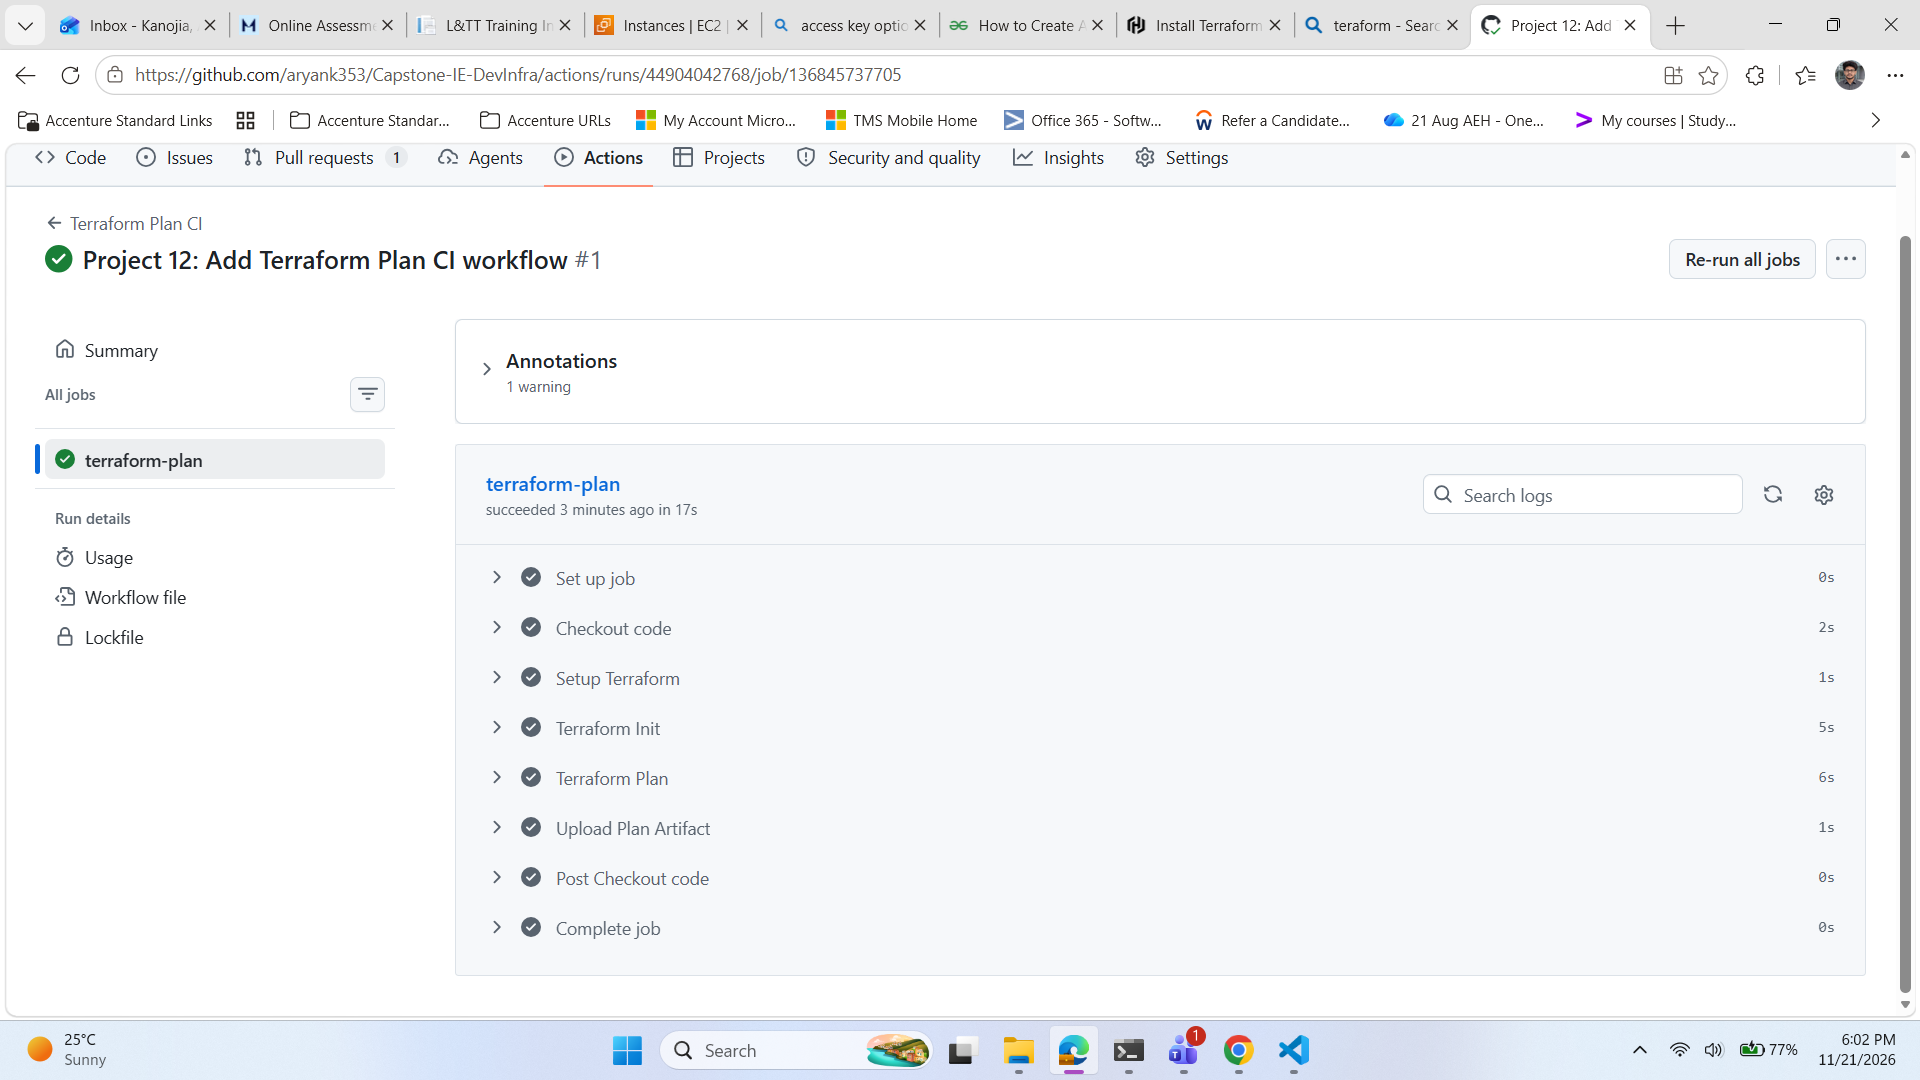 Inbox - Kanojia,
Online Assessme
L&TT Training In
Instances | EC2 |
access key optio
How to Create A
Install Terraform
teraform - Searc
Project 12: Add
https://github.com/aryank353/Capstone-IE-DevInfra/actions/runs/44904042768/job/136845737705
Accenture Standard Links
Accenture Standar...
Accenture URLs
My Account Micro...
TMS Mobile Home
Office 365 - Softw...
Refer a Candidate...
21 Aug AEH - One...
My courses | Study...
Code
Issues
Pull requests 1
Agents
Actions
Projects
Security and quality
Insights
Settings
Terraform Plan CI
Project 12: Add Terraform Plan CI workflow #1
Re-run all jobs
Summary
All jobs
terraform-plan
Run details
Usage
Workflow file
Lockfile
Annotations
1 warning
terraform-plan
succeeded 3 minutes ago in 17s
Search logs
Set up job 0s
Checkout code 2s
Setup Terraform 1s
Terraform Init 5s
Terraform Plan 6s
Upload Plan Artifact 1s
Post Checkout code 0s
Complete job 0s
25°C
Sunny
Search
1
77%
6:02 PM
11/21/2026